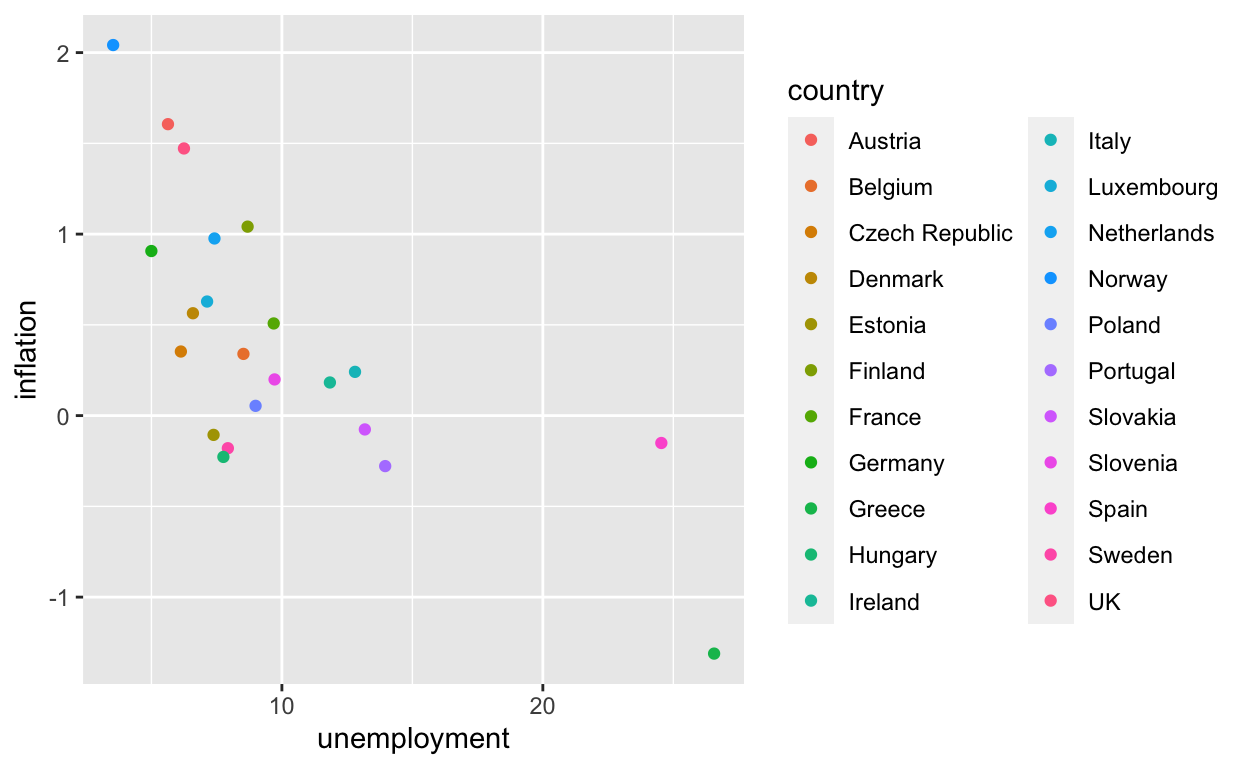 2
1
0
-1
inflation
10
20
unemployment
country
Austria
Belgium
Czech Republic
Denmark
Estonia
Finland
France
Germany
Greece
Hungary
Ireland
Italy
Luxembourg
Netherlands
Norway
Poland
Portugal
Slovakia
Slovenia
Spain
Sweden
UK